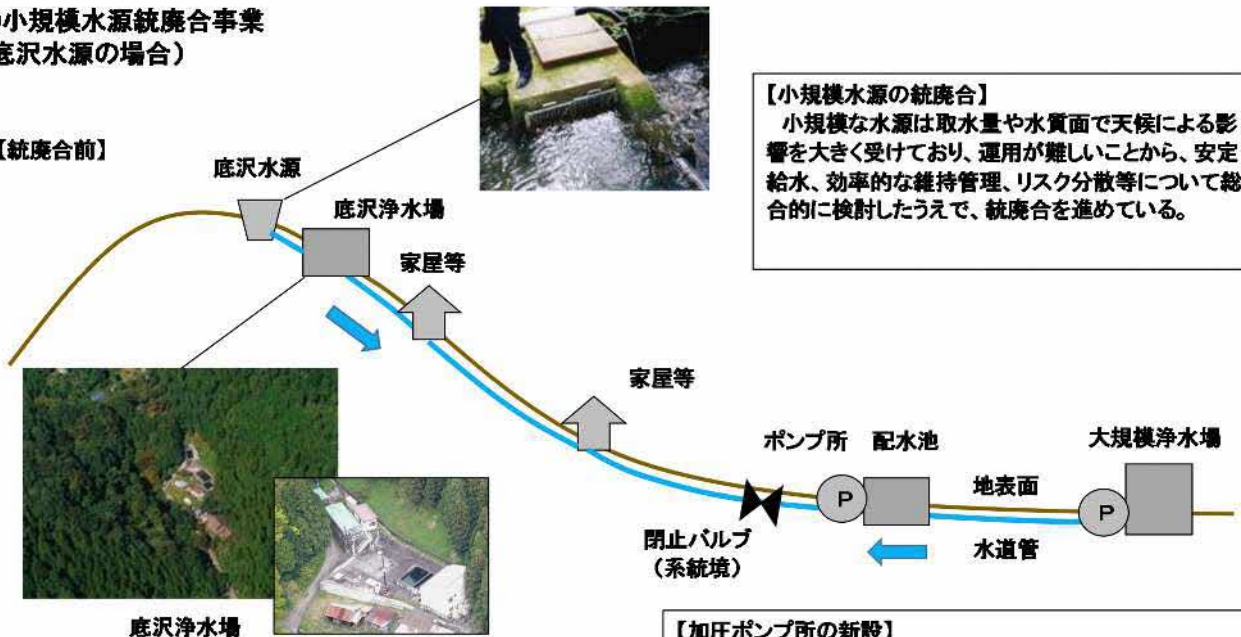 小規模水源統廃合事業
底沢水源の場合）
【統廃合前】
底沢水源
底沢浄水場
家屋等
家屋等
【小規模水源の統廃合】
小規模な水源は取水量や水質面で天候による影
響を大きく受けており、運用が難しいことから、安定
給水、効率的な維持管理、リスク分散等について総
合的に検討したうえで、統廃合を進めている。
ポンプ所
配水池
大規模浄水場
P
P
地表面
水道管
閉止バルブ
（系統境）
底沢浄水場
【加圧ポンプ所の新設】